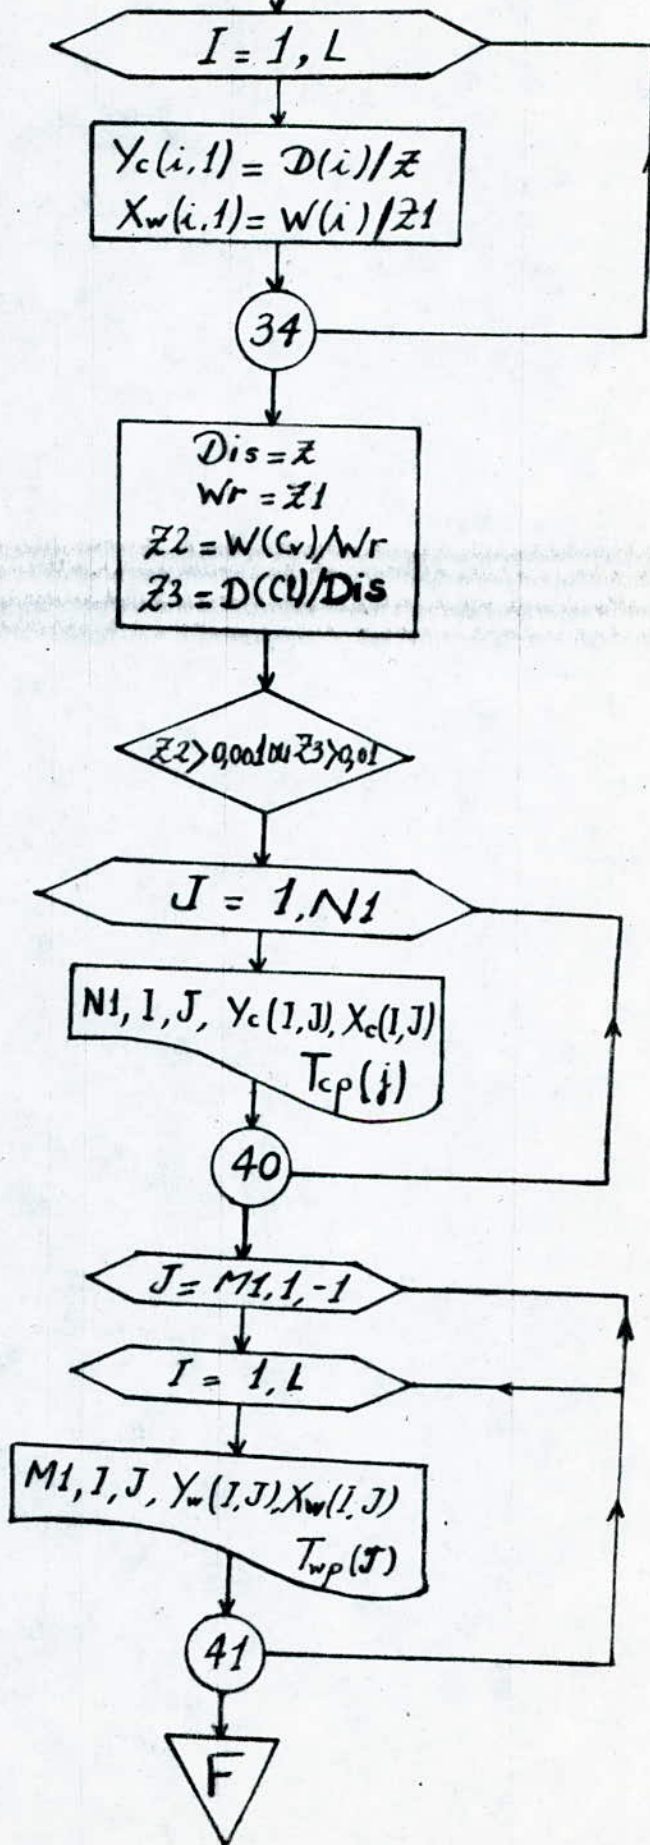 I = 1, L
Yc(i,1) = D(i)/Z
Xw(i,1) = W(i)/Z1
34
Dis = Z
Wr = Z1
Z2 = W(Cv)/Wr
Z3 = D(Cl)/Dis
Z2>0,001 ou Z3>0,01
J = 1, N1
N1, I, J, Yc(I,J), Xc(I,J)
Tcp(j)
40
J = M1, 1, -1
I = 1, L
M1, I, J, Yw(I,J), Xw(I,J)
Twp(J)
41
F